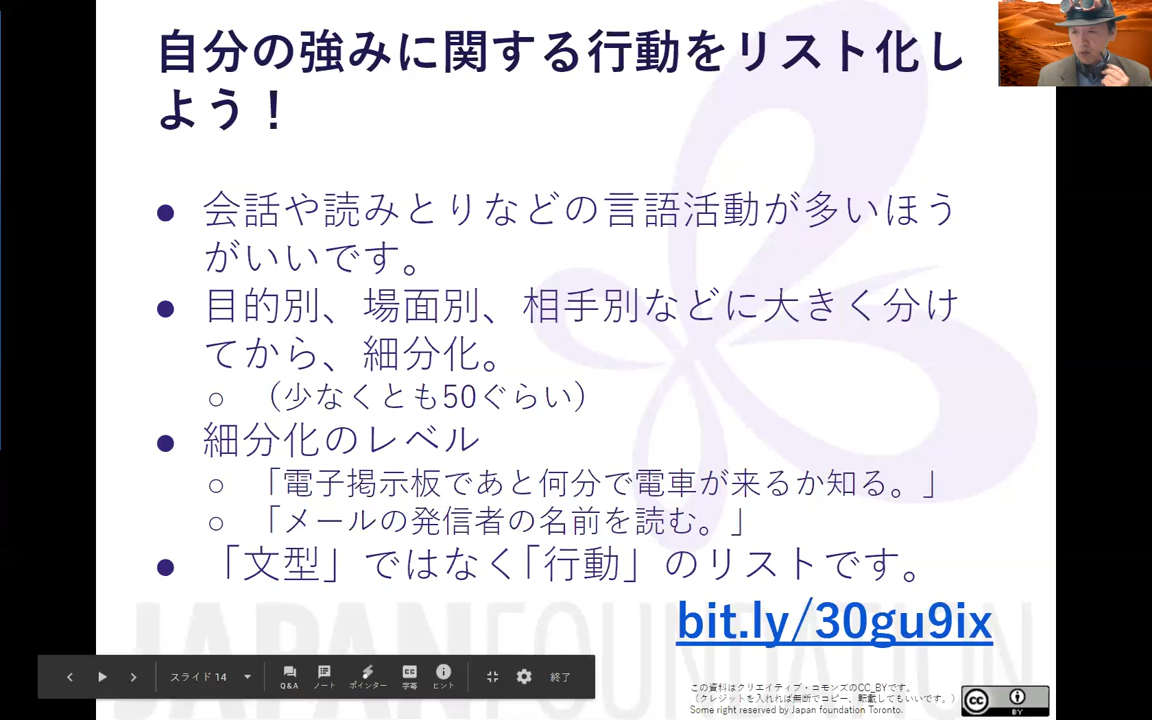 自分の強みに関する行動をリスト化し
よう！
● 会話や読みとりなどの言語活動が多いほう
がいいです。
● 目的別、場面別、相手別などに大きく分け
てから、細分化。
○ （少なくとも50ぐらい）
● 細分化のレベル
○ 「電子掲示板であと何分で電車が来るか知る。」
○ 「メールの発信者の名前を読む。」
● 「文型」ではなく「行動」のリストです。
bit.ly/30gu9ix
JAPAN FOUNDATION
スライド 14
Q&A ノート ポインター 字幕 ヒント 終了
この資料はクリエイティブ・コモンズのCC_BYです。
（クレジットを入れれば無断でコピー、転載してもいいです。）
Some right reserved by Japan foundation Toronto.
cc BY